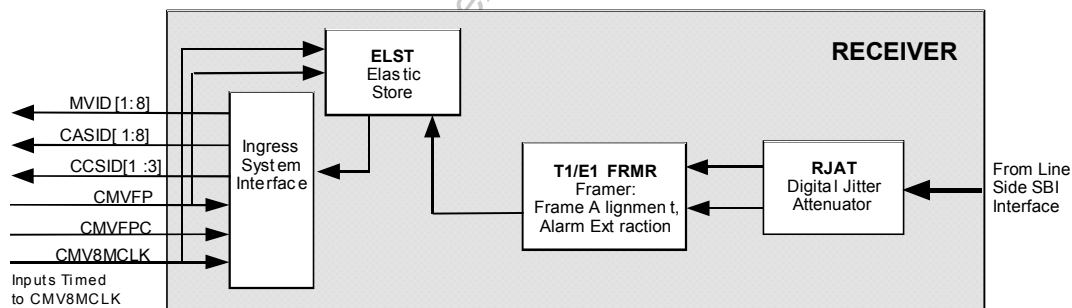 RECEIVER
ELST
Elastic
Store
MVID [1:8]
CASID[ 1:8]
CCSID[1 :3]
CMVFP
CMVFPC
CMV8MCLK
Inputs Timed
to CMV8MCLK
Ingress
System
Interface
T1/E1 FRMR
Framer:
Frame Alignment,
Alarm Extraction
RJAT
Digital Jitter
Attenuator
From Line
Side SBI
Interface